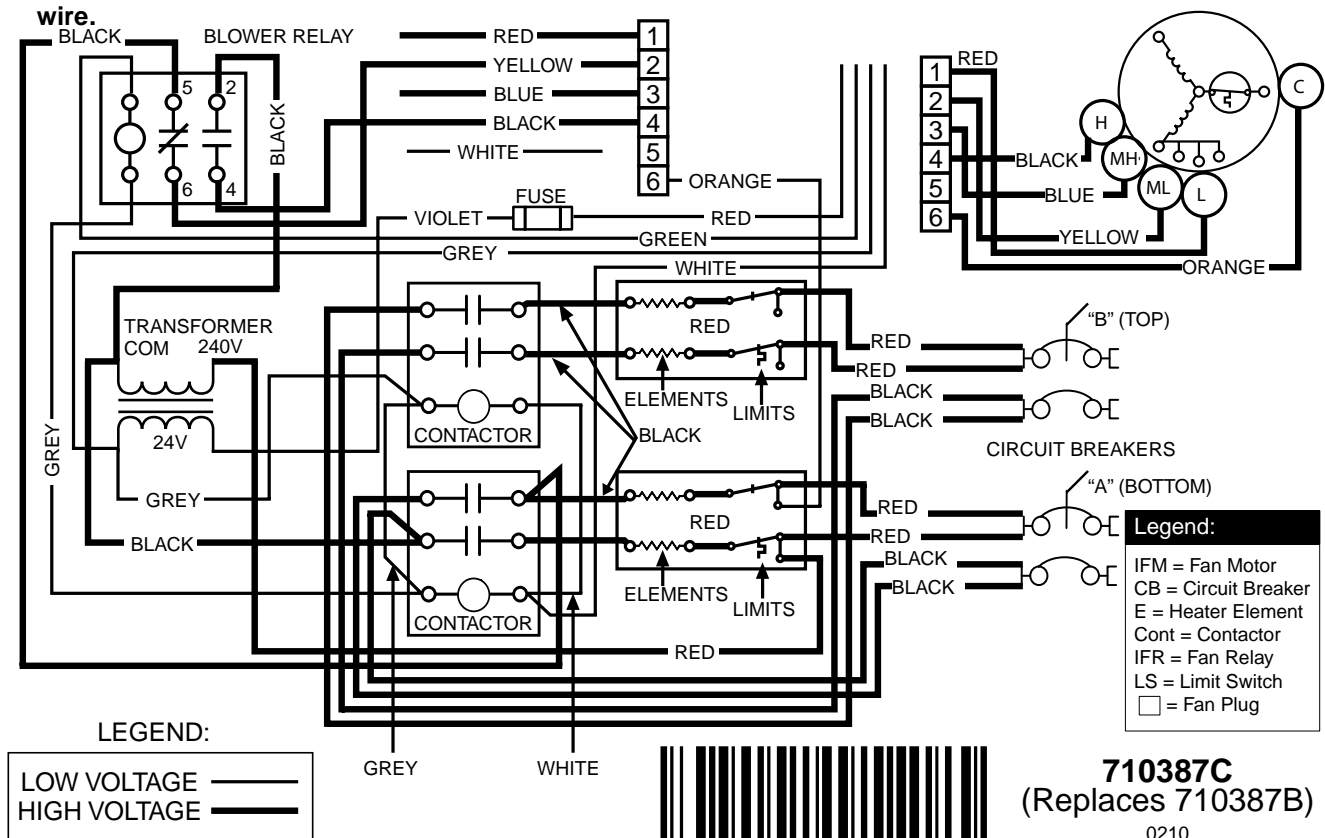 wire.
BLACK
BLOWER RELAY
RED
1
YELLOW
2
BLUE
3
BLACK
4
WHITE
5
6
ORANGE
5
2
6
4
BLACK
VIOLET
FUSE
RED
GREEN
GREY
WHITE
1
RED
2
3
4
5
6
BLACK
BLUE
YELLOW
ORANGE
H
MH
ML
L
C
TRANSFORMER
COM
240V
24V
GREY
GREY
BLACK
CONTACTOR
CONTACTOR
RED
ELEMENTS
LIMITS
BLACK
RED
ELEMENTS
LIMITS
RED
RED
RED
BLACK
BLACK
"B" (TOP)
CIRCUIT BREAKERS
"A" (BOTTOM)
RED
RED
BLACK
BLACK
Legend:
IFM = Fan Motor
CB = Circuit Breaker
E = Heater Element
Cont = Contactor
IFR = Fan Relay
LS = Limit Switch
= Fan Plug
LEGEND:
LOW VOLTAGE
HIGH VOLTAGE
GREY
WHITE
710387C
(Replaces 710387B)
0210